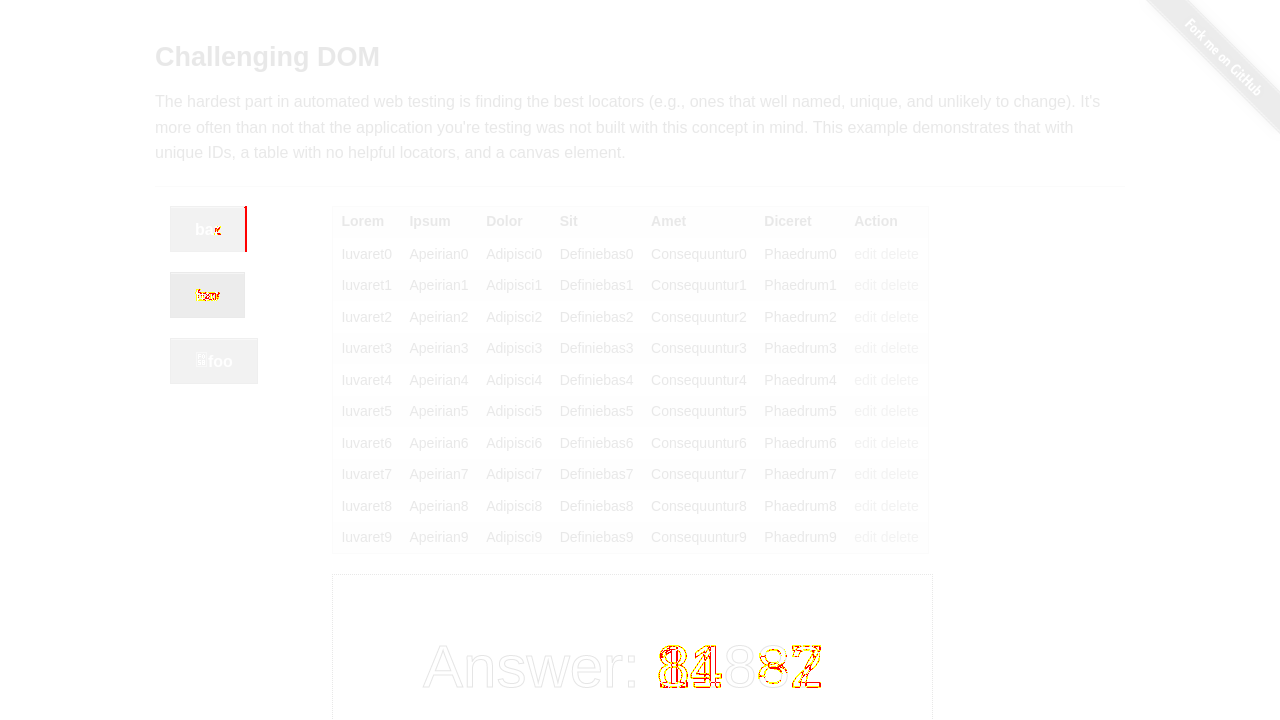 Fork me on GitHub
Challenging DOM
The hardest part in automated web testing is finding the best locators (e.g., ones that well named, unique, and unlikely to change). It's
more often than not that the application you're testing was not built with this concept in mind. This example demonstrates that with
unique IDs, a table with no helpful locators, and a canvas element.
foo
Lorem Ipsum Dolor Sit Amet Diceret Action
Iuvaret0 Apeirian0 Adipisci0 Definiebas0 Consequuntur0 Phaedrum0 edit delete
Iuvaret1 Apeirian1 Adipisci1 Definiebas1 Consequuntur1 Phaedrum1 edit delete
Iuvaret2 Apeirian2 Adipisci2 Definiebas2 Consequuntur2 Phaedrum2 edit delete
Iuvaret3 Apeirian3 Adipisci3 Definiebas3 Consequuntur3 Phaedrum3 edit delete
Iuvaret4 Apeirian4 Adipisci4 Definiebas4 Consequuntur4 Phaedrum4 edit delete
Iuvaret5 Apeirian5 Adipisci5 Definiebas5 Consequuntur5 Phaedrum5 edit delete
Iuvaret6 Apeirian6 Adipisci6 Definiebas6 Consequuntur6 Phaedrum6 edit delete
Iuvaret7 Apeirian7 Adipisci7 Definiebas7 Consequuntur7 Phaedrum7 edit delete
Iuvaret8 Apeirian8 Adipisci8 Definiebas8 Consequuntur8 Phaedrum8 edit delete
Iuvaret9 Apeirian9 Adipisci9 Definiebas9 Consequuntur9 Phaedrum9 edit delete
Answer: